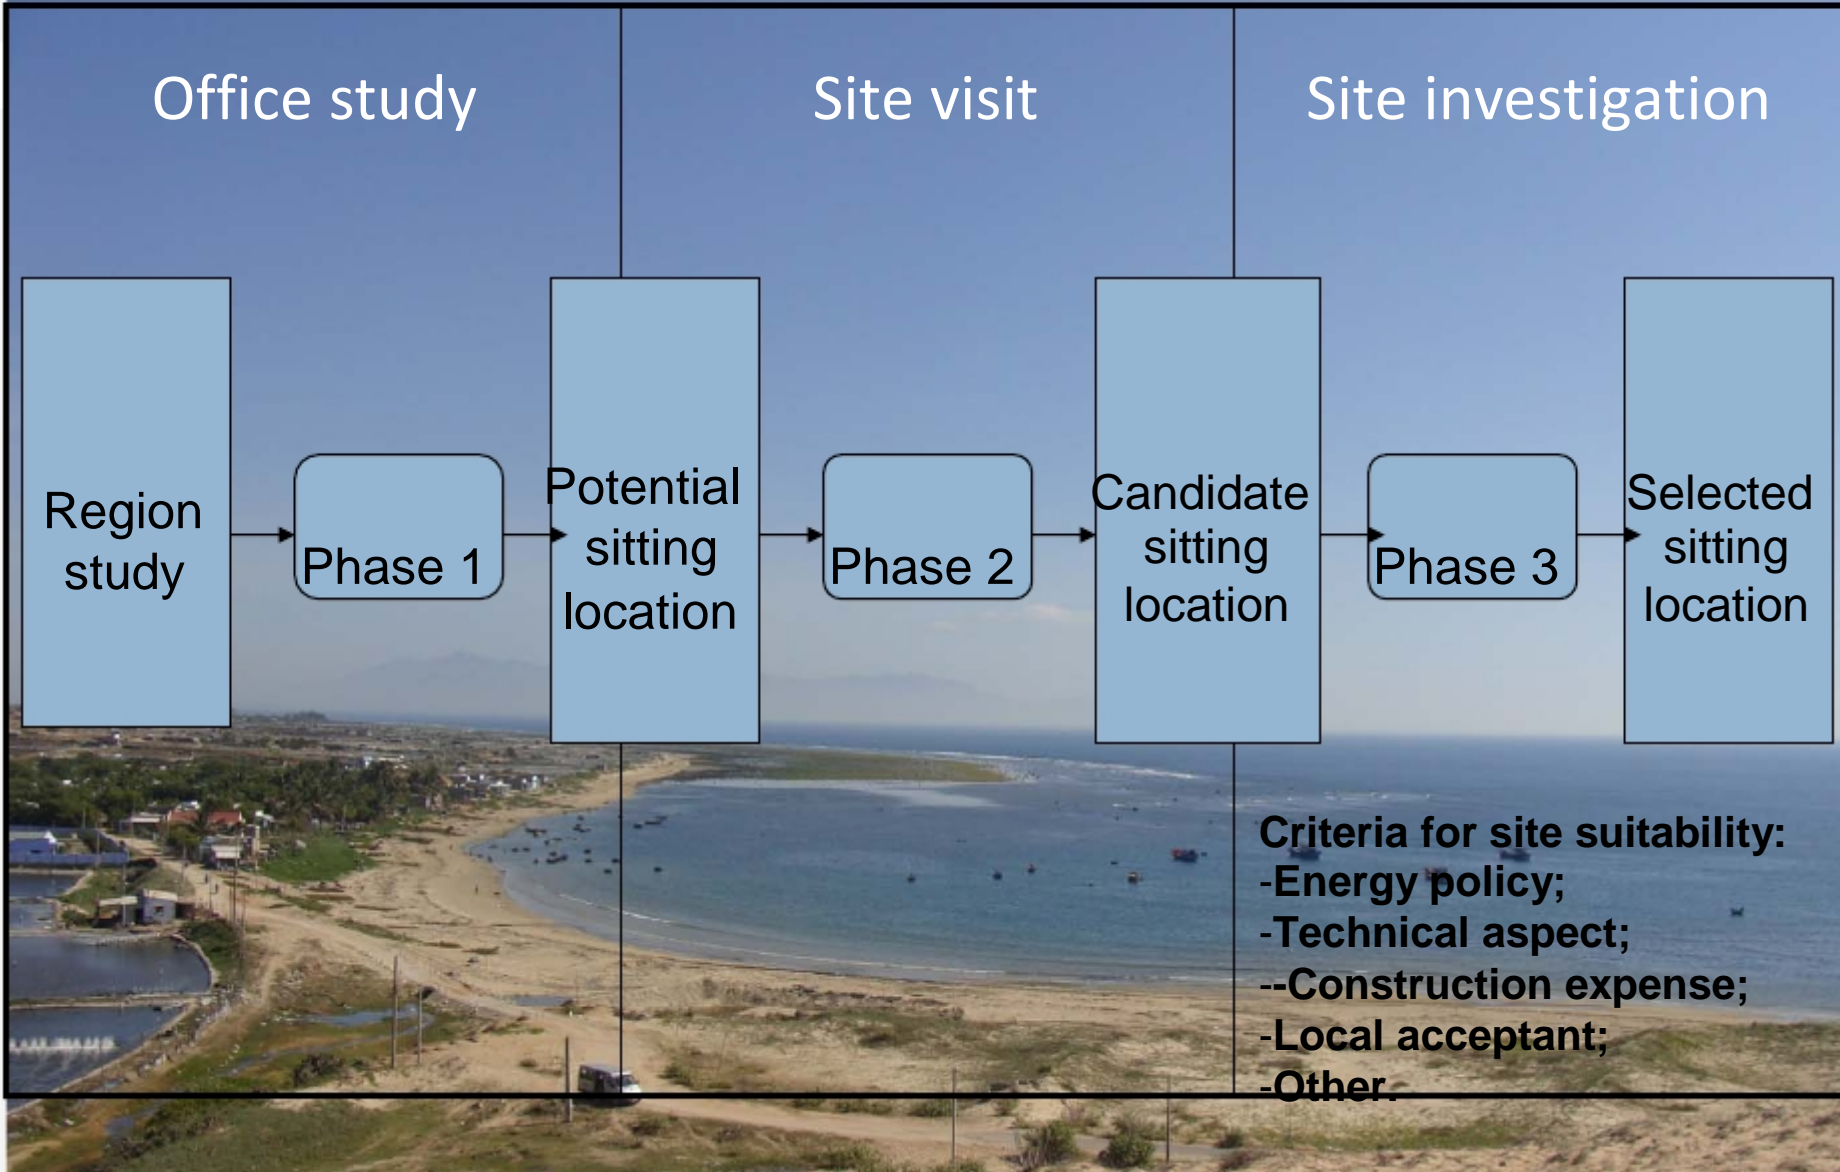 Office study
Site visit
Site investigation
Region
study
Phase 1
Potential
sitting
location
Phase 2
Candidate
sitting
location
Phase 3
Selected
sitting
location
Criteria for site suitability:
-Energy policy;
-Technical aspect;
--Construction expense;
-Local acceptant;
-Other.